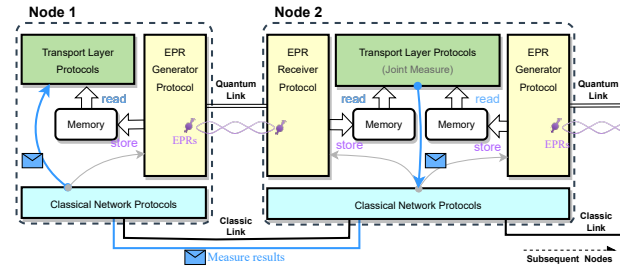 Node 1
Transport Layer
Protocols
EPR
Generator
Protocol
read
Memory
store
EPRs
Classical Network Protocols
Quantum
Link
Classic
Link
Measure results
Node 2
EPR
Receiver
Protocol
Transport Layer Protocols
(Joint Measure)
EPR
Generator
Protocol
read
read
Memory
Memory
store
store
EPRs
Classical Network Protocols
Quantum
Link
Classic
Link
Subsequent Nodes